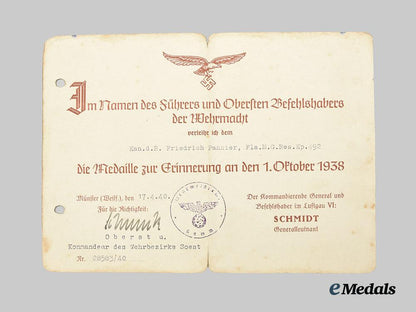 Im Namen des Führers und Obersten Befehlshabers
der Wehrmacht
verleihe ich dem
Kan.d.R. Friedrich Pannier, Fla.M.G.Res.Kp.492
die Medaille zur Erinnerung an den 1. Oktober 1938
Münster (Westf.), den 17.4.40.
Für die Richtigkeit:
Oberst u.
Kommandeur des Wehrbezirks Soest
Nr. 28583/40
Der Kommandierende General und
Befehlshaber im Luftgau VI:
SCHMIDT
Generalleutnant
eMedals